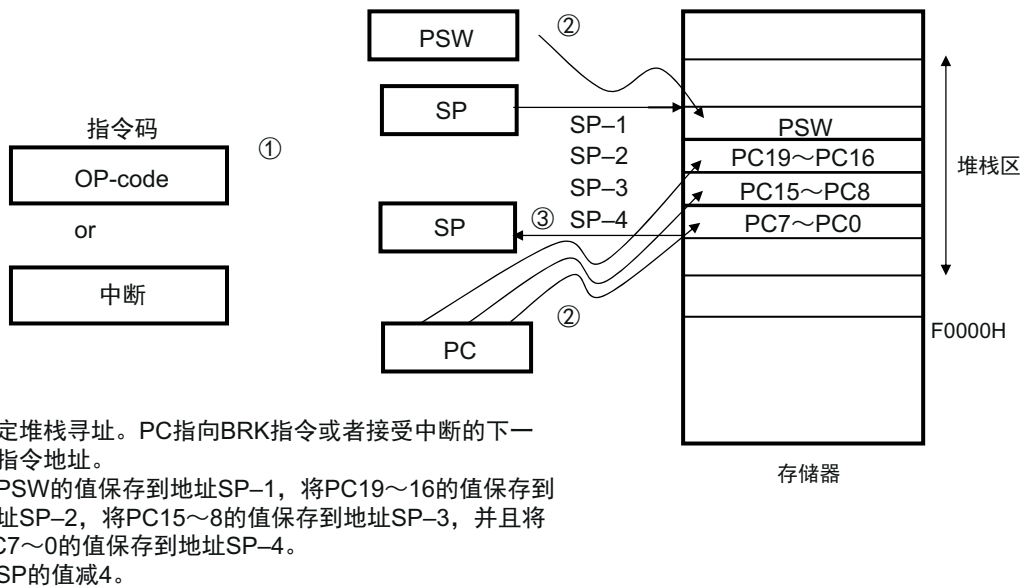 PSW
②
SP
SP–1
SP–2
SP–3
③ SP–4
PSW
PC19～PC16
PC15～PC8
PC7～PC0
堆栈区
指令码
①
OP-code
or
中断
SP
②
PC
F0000H
存储器
定堆栈寻址。PC指向BRK指令或者接受中断的下一
指令地址。
PSW的值保存到地址SP–1，将PC19～16的值保存到
址SP–2，将PC15～8的值保存到地址SP–3，并且将
C7～0的值保存到地址SP–4。
SP的值减4。